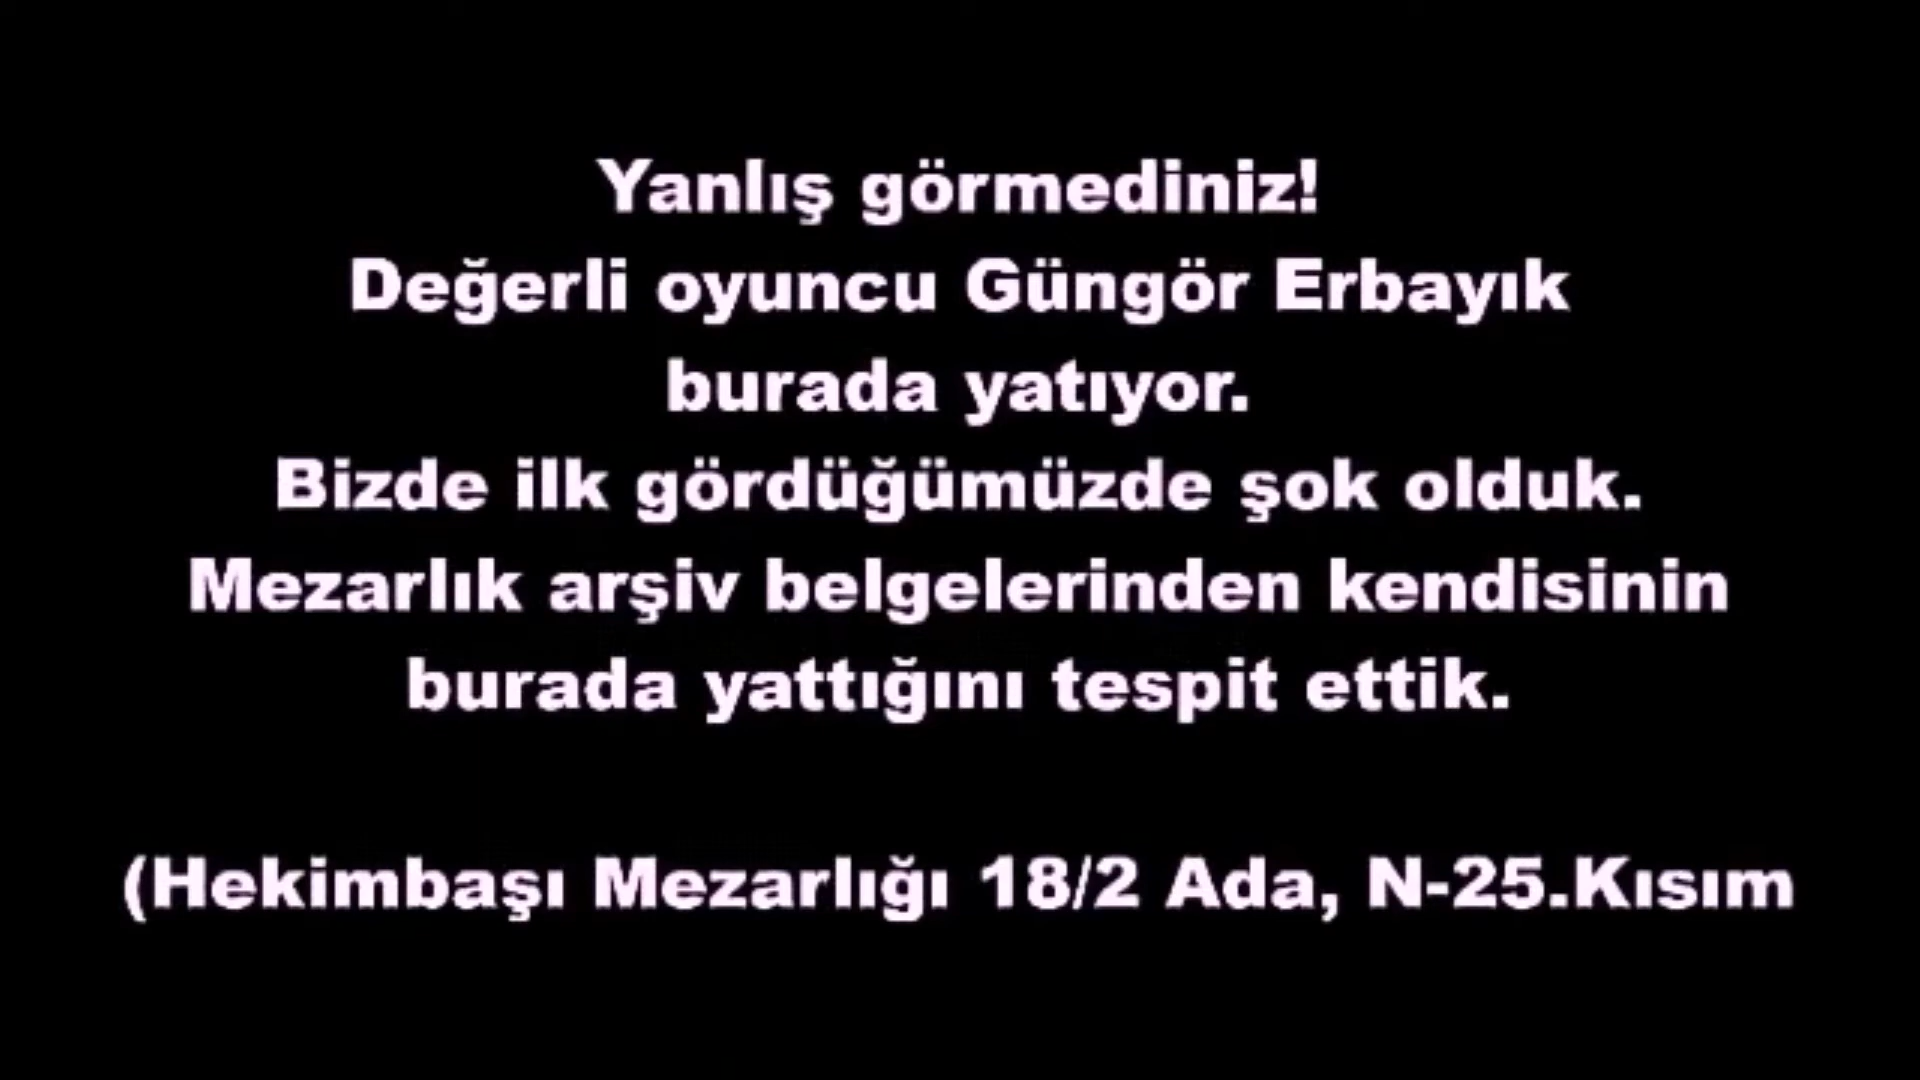 Yanlış görmediniz!
Değerli oyuncu Güngör Erbayık
burada yatıyor.
Bizde ilk gördüğümüzde şok olduk.
Mezarlık arşiv belgelerinden kendisinin
burada yattığını tespit ettik.
(Hekimbaşı Mezarlığı 18/2 Ada, N-25.Kısım